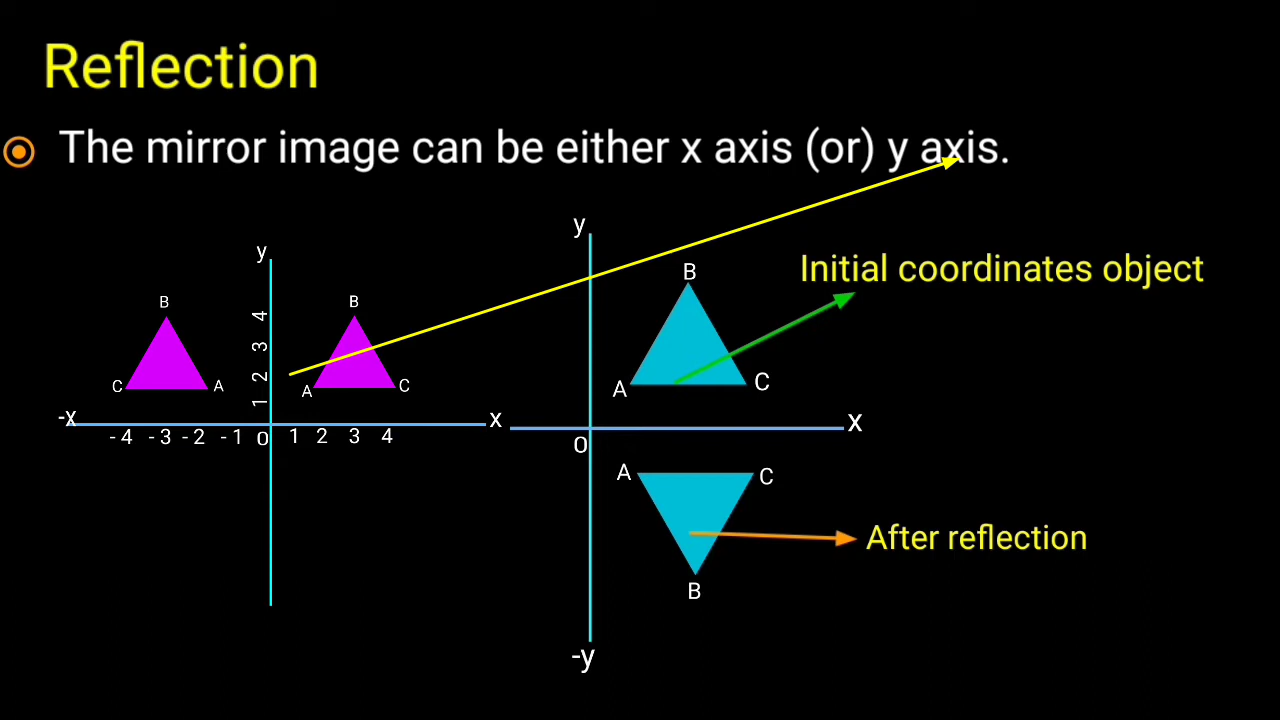 Reflection
The mirror image can be either x axis (or) y axis.
y
B
B
4
3
2
1
C
A
A
C
-x
x
-4 -3 -2 -1 0 1 2 3 4
y
B
Initial coordinates object
A
C
x
0
A
C
After reflection
B
-y